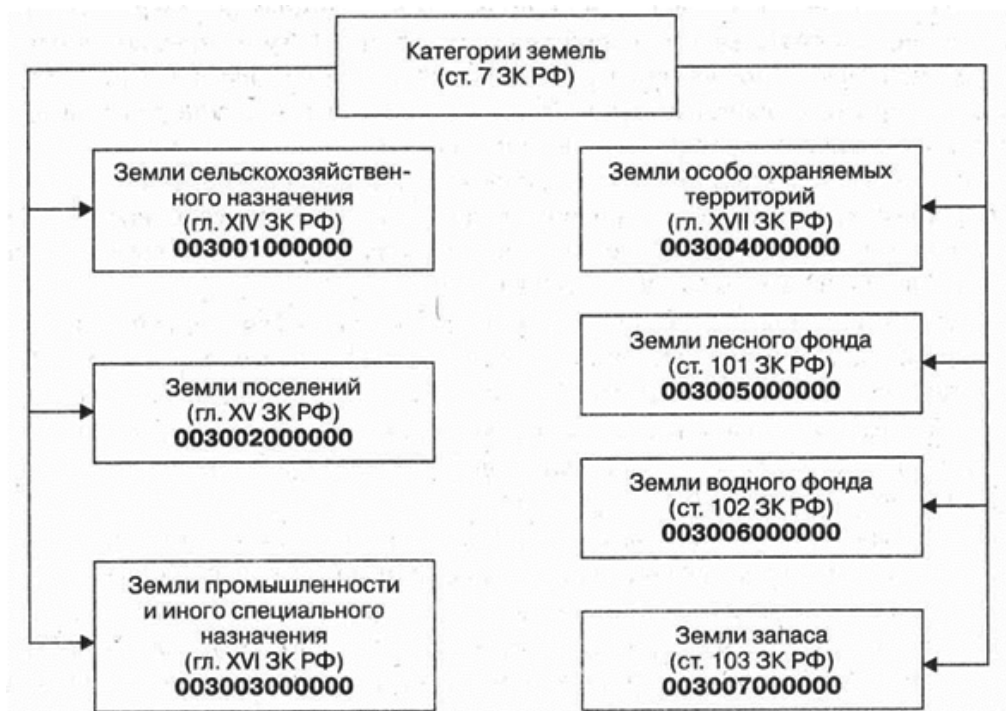 Категории земель
(ст. 7 ЗК РФ)
Земли сельскохозяйствен-
ного назначения
(гл. XIV ЗК РФ)
003001000000
Земли поселений
(гл. XV ЗК РФ)
003002000000
Земли промышленности
и иного специального
назначения
(гл. XVI ЗК РФ)
003003000000
Земли особо охраняемых
территорий
(гл. XVII ЗК РФ)
003004000000
Земли лесного фонда
(ст. 101 ЗК РФ)
003005000000
Земли водного фонда
(ст. 102 ЗК РФ)
003006000000
Земли запаса
(ст. 103 ЗК РФ)
003007000000